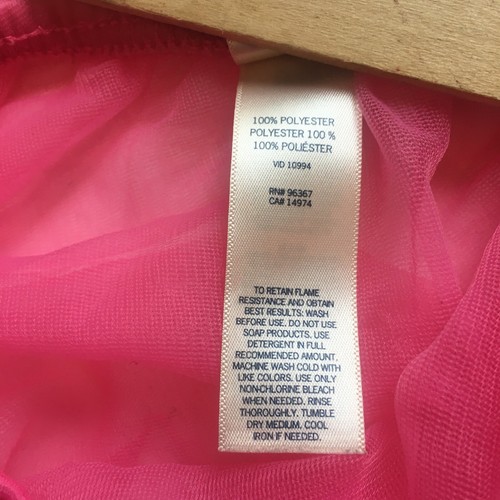 100% POLYESTER
POLYESTER 100 %
100% POLIÉSTER
VID 10994
RN# 96367
CA# 14974
TO RETAIN FLAME
RESISTANCE AND OBTAIN
BEST RESULTS: WASH
BEFORE USE. DO NOT USE
SOAP PRODUCTS. USE
DETERGENT IN FULL
RECOMMENDED AMOUNT.
MACHINE WASH COLD WITH
LIKE COLORS. USE ONLY
NON-CHLORINE BLEACH
WHEN NEEDED. RINSE
THOROUGHLY. TUMBLE
DRY MEDIUM. COOL
IRON IF NEEDED.